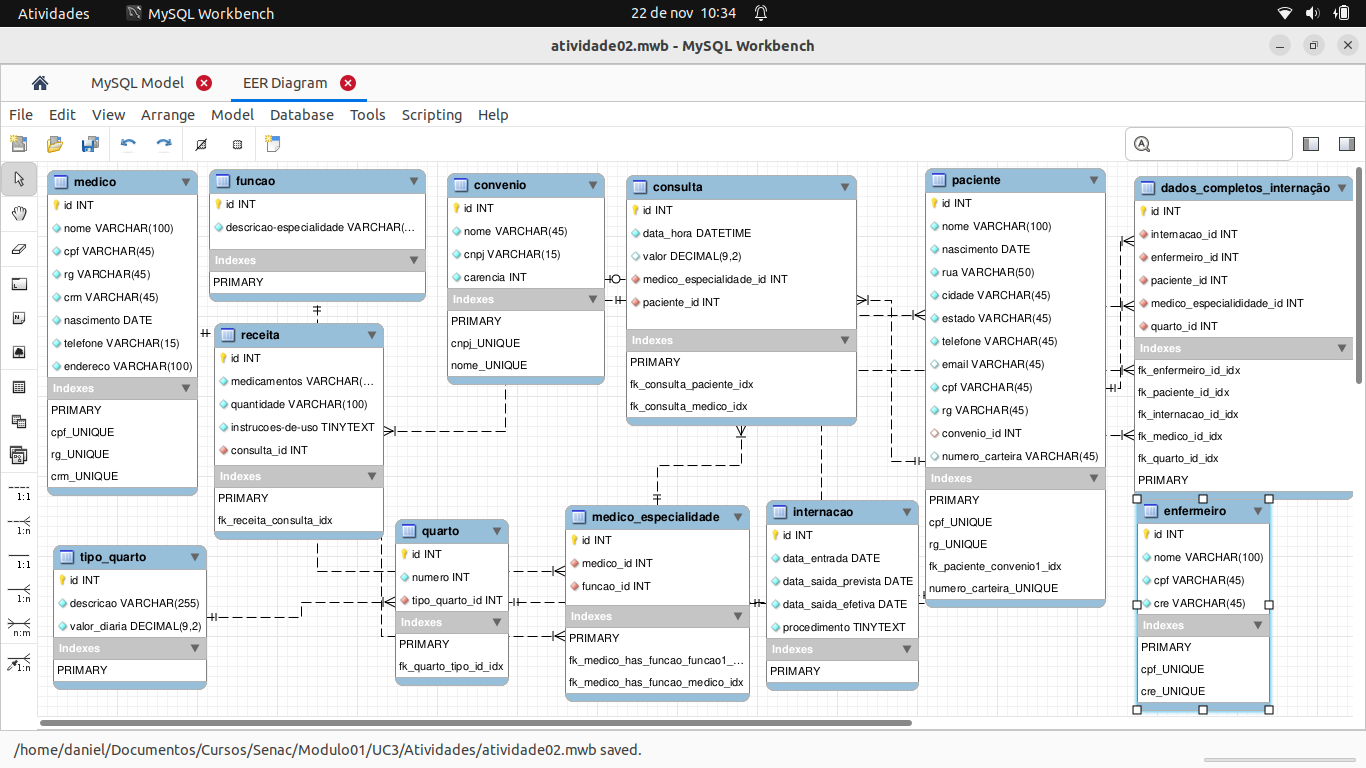 Atividades
MySQL Workbench
22 de nov 10:34
atividade02.mwb - MySQL Workbench
MySQL Model
EER Diagram
File Edit View Arrange Model Database Tools Scripting Help
medico
id INT
nome VARCHAR(100)
cpf VARCHAR(45)
rg VARCHAR(45)
crm VARCHAR(45)
nascimento DATE
telefone VARCHAR(15)
endereco VARCHAR(100)
Indexes
PRIMARY
cpf_UNIQUE
rg_UNIQUE
crm_UNIQUE
funcao
id INT
descricao-especialidade VARCHAR(...
Indexes
PRIMARY
convenio
id INT
nome VARCHAR(45)
cnpj VARCHAR(15)
carencia INT
Indexes
PRIMARY
cnpj_UNIQUE
nome_UNIQUE
consulta
id INT
data_hora DATETIME
valor DECIMAL(9,2)
medico_especialidade_id INT
paciente_id INT
Indexes
PRIMARY
fk_consulta_paciente_idx
fk_consulta_medico_idx
paciente
id INT
nome VARCHAR(100)
nascimento DATE
rua VARCHAR(50)
cidade VARCHAR(45)
estado VARCHAR(45)
telefone VARCHAR(45)
email VARCHAR(45)
cpf VARCHAR(45)
rg VARCHAR(45)
convenio_id INT
numero_carteira VARCHAR(45)
Indexes
PRIMARY
cpf_UNIQUE
rg_UNIQUE
fk_paciente_convenio1_idx
numero_carteira_UNIQUE
dados_completos_internação
id INT
internacao_id INT
enfermeiro_id INT
paciente_id INT
medico_especialididade_id INT
quarto_id INT
Indexes
fk_enfermeiro_id_idx
fk_paciente_id_idx
fk_internacao_id_idx
fk_medico_id_idx
fk_quarto_id_idx
PRIMARY
receita
id INT
medicamentos VARCHAR(...
quantidade VARCHAR(100)
instrucoes-de-uso TINYTEXT
consulta_id INT
Indexes
PRIMARY
fk_receita_consulta_idx
tipo_quarto
id INT
descricao VARCHAR(255)
valor_diaria DECIMAL(9,2)
Indexes
PRIMARY
quarto
id INT
numero INT
tipo_quarto_id INT
Indexes
PRIMARY
fk_quarto_tipo_id_idx
medico_especialidade
id INT
medico_id INT
funcao_id INT
Indexes
PRIMARY
fk_medico_has_funcao_funcao1_...
fk_medico_has_funcao_medico_idx
internacao
id INT
data_entrada DATE
data_saida_prevista DATE
data_saida_efetiva DATE
procedimento TINYTEXT
Indexes
PRIMARY
enfermeiro
id INT
nome VARCHAR(100)
cpf VARCHAR(45)
cre VARCHAR(45)
Indexes
PRIMARY
cpf_UNIQUE
cre_UNIQUE
1:1
1:n
1:1
1:n
n:m
1:n
/home/daniel/Documentos/Cursos/Senac/Modulo01/UC3/Atividades/atividade02.mwb saved.